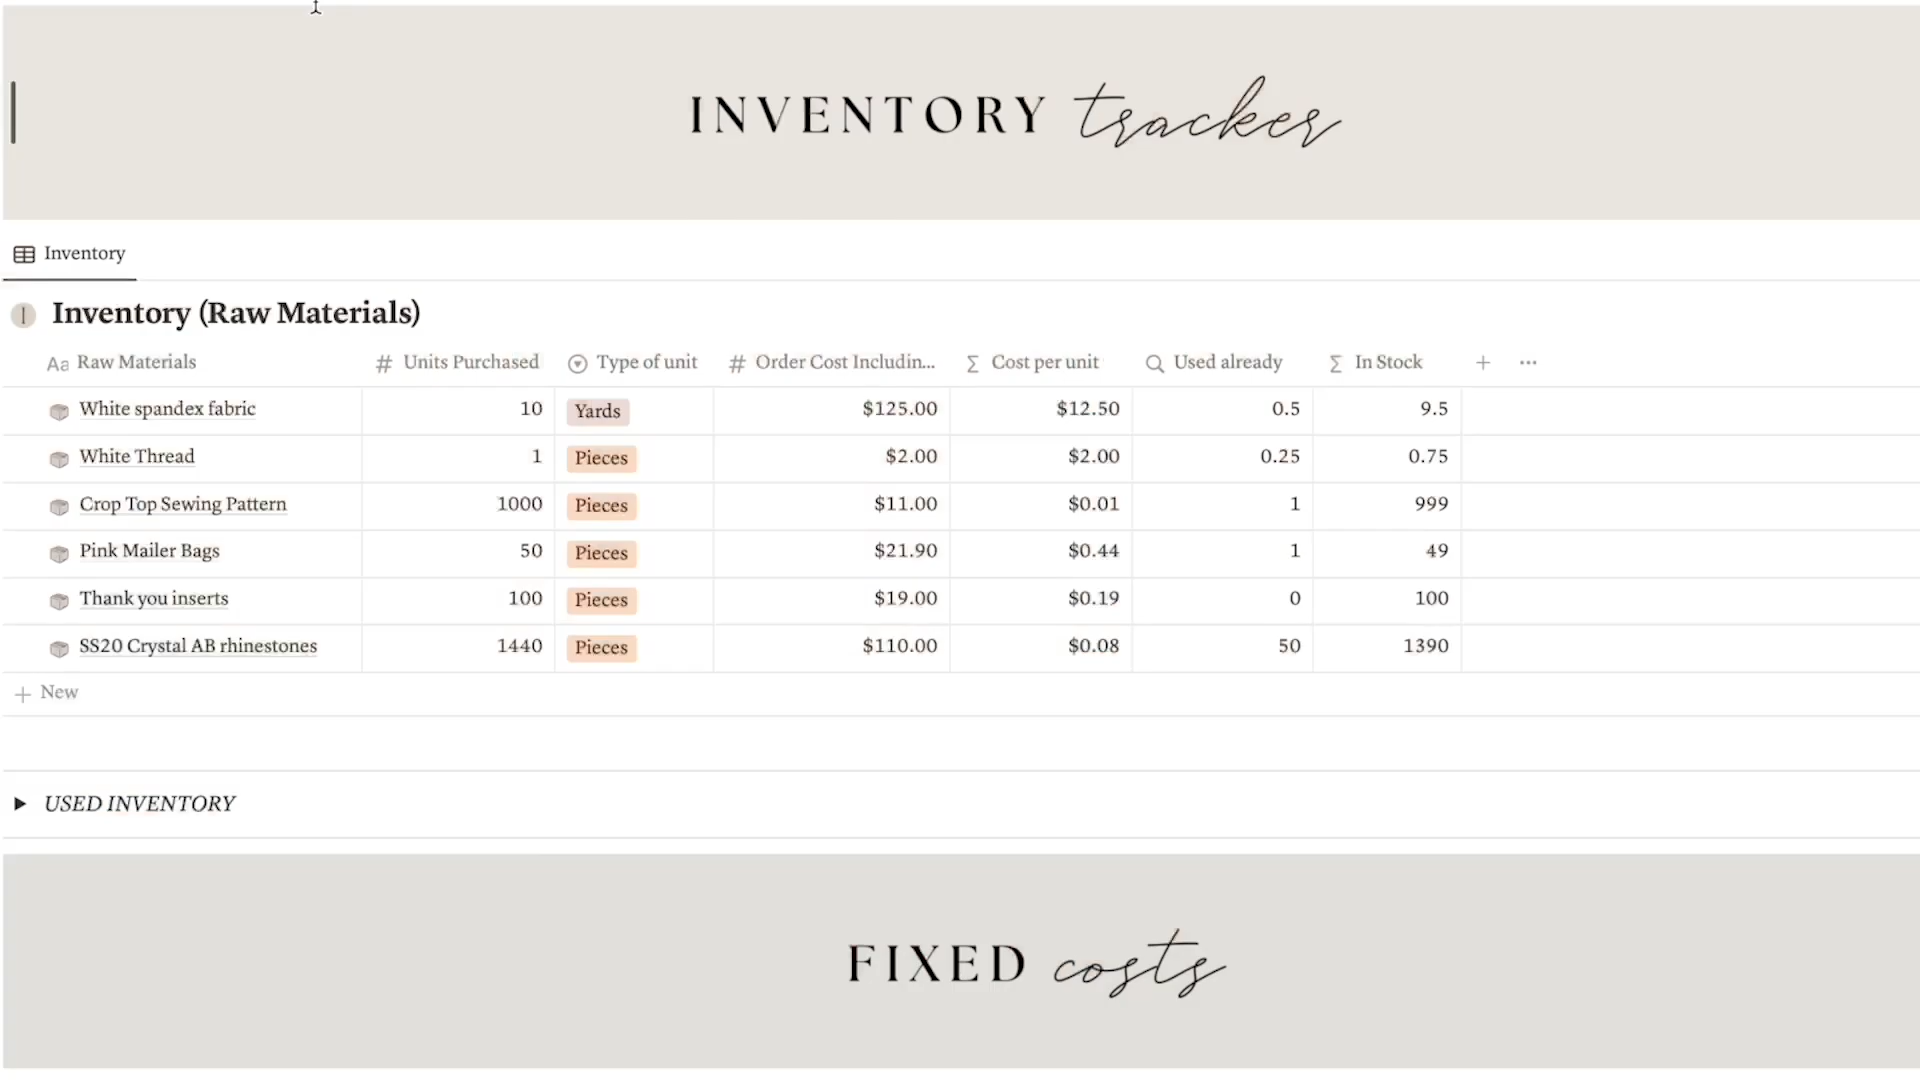 INVENTORY tracker
Inventory
Inventory (Raw Materials)
Aa Raw Materials # Units Purchased Type of unit # Order Cost Includin... Σ Cost per unit Used already Σ In Stock + ...
White spandex fabric 10 Yards $125.00 $12.50 0.5 9.5
White Thread 1 Pieces $2.00 $2.00 0.25 0.75
Crop Top Sewing Pattern 1000 Pieces $11.00 $0.01 1 999
Pink Mailer Bags 50 Pieces $21.90 $0.44 1 49
Thank you inserts 100 Pieces $19.00 $0.19 0 100
SS20 Crystal AB rhinestones 1440 Pieces $110.00 $0.08 50 1390
+ New
USED INVENTORY
FIXED costs